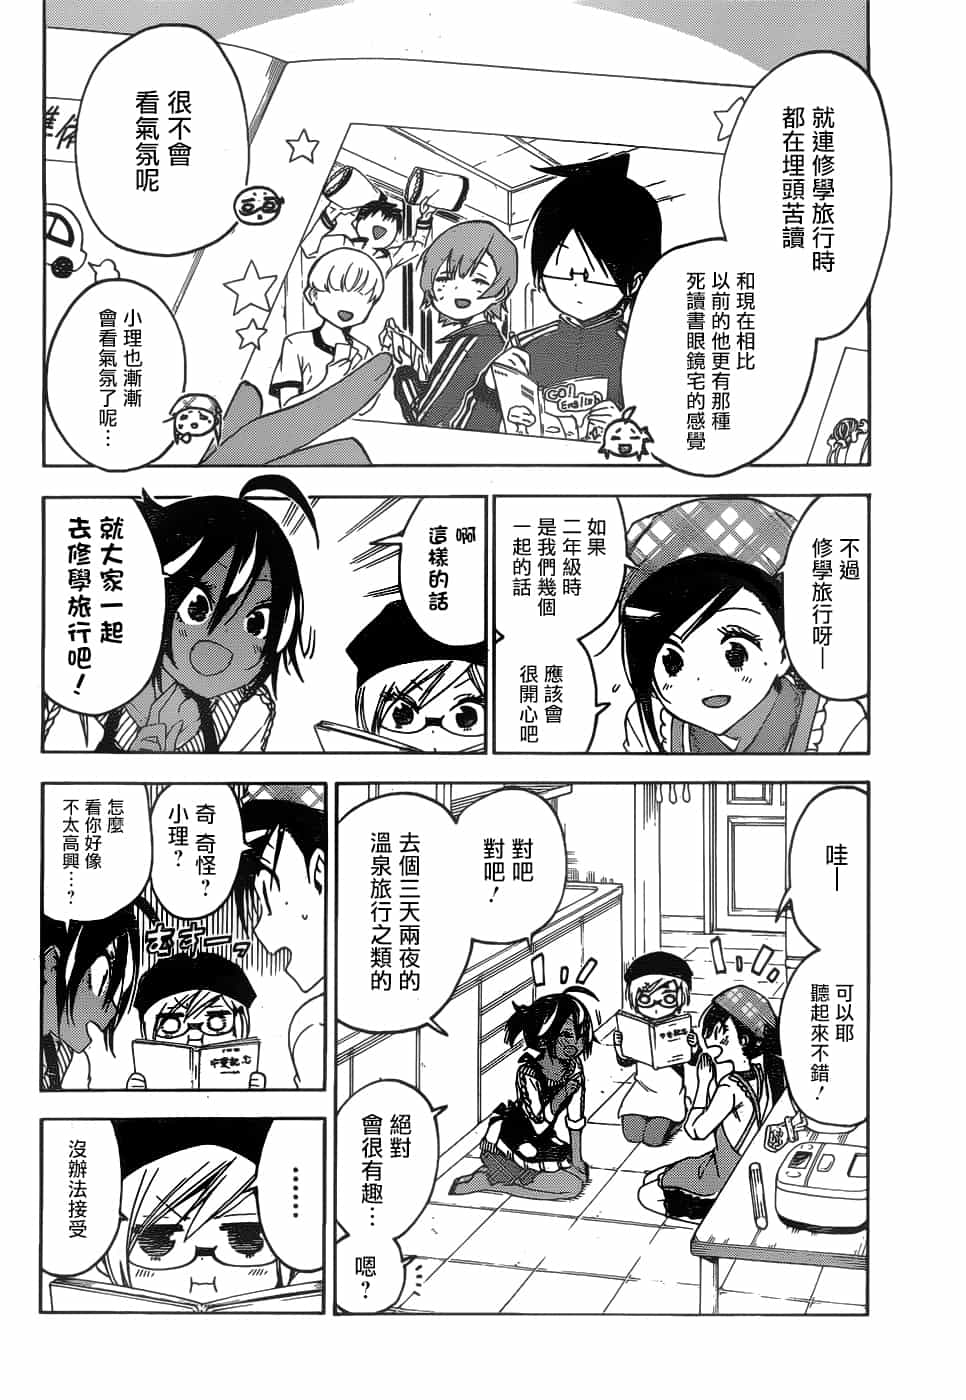 就連修學旅行時
都在埋頭苦讀
和現在相比
以前的他更有那種
死讀書眼鏡宅的感覺
很不會
看氣氛呢
小理也漸漸
會看氣氛了呢…
GO!
English
準備
不過
修學旅行呀—
如果
二年級時
是我們幾個
一起的話
應該會
很開心吧
啊
這樣的話
就大家一起
去修學旅行吧！
哇—
可以耶
聽起來不錯！
對吧
對吧！
去個三天兩夜的
溫泉旅行之類的
絕對
會很有趣…
嗯？
奇 奇怪？
小理？
怎麼
看你好像
不太高興…？
むすーっ
……
沒辦法接受